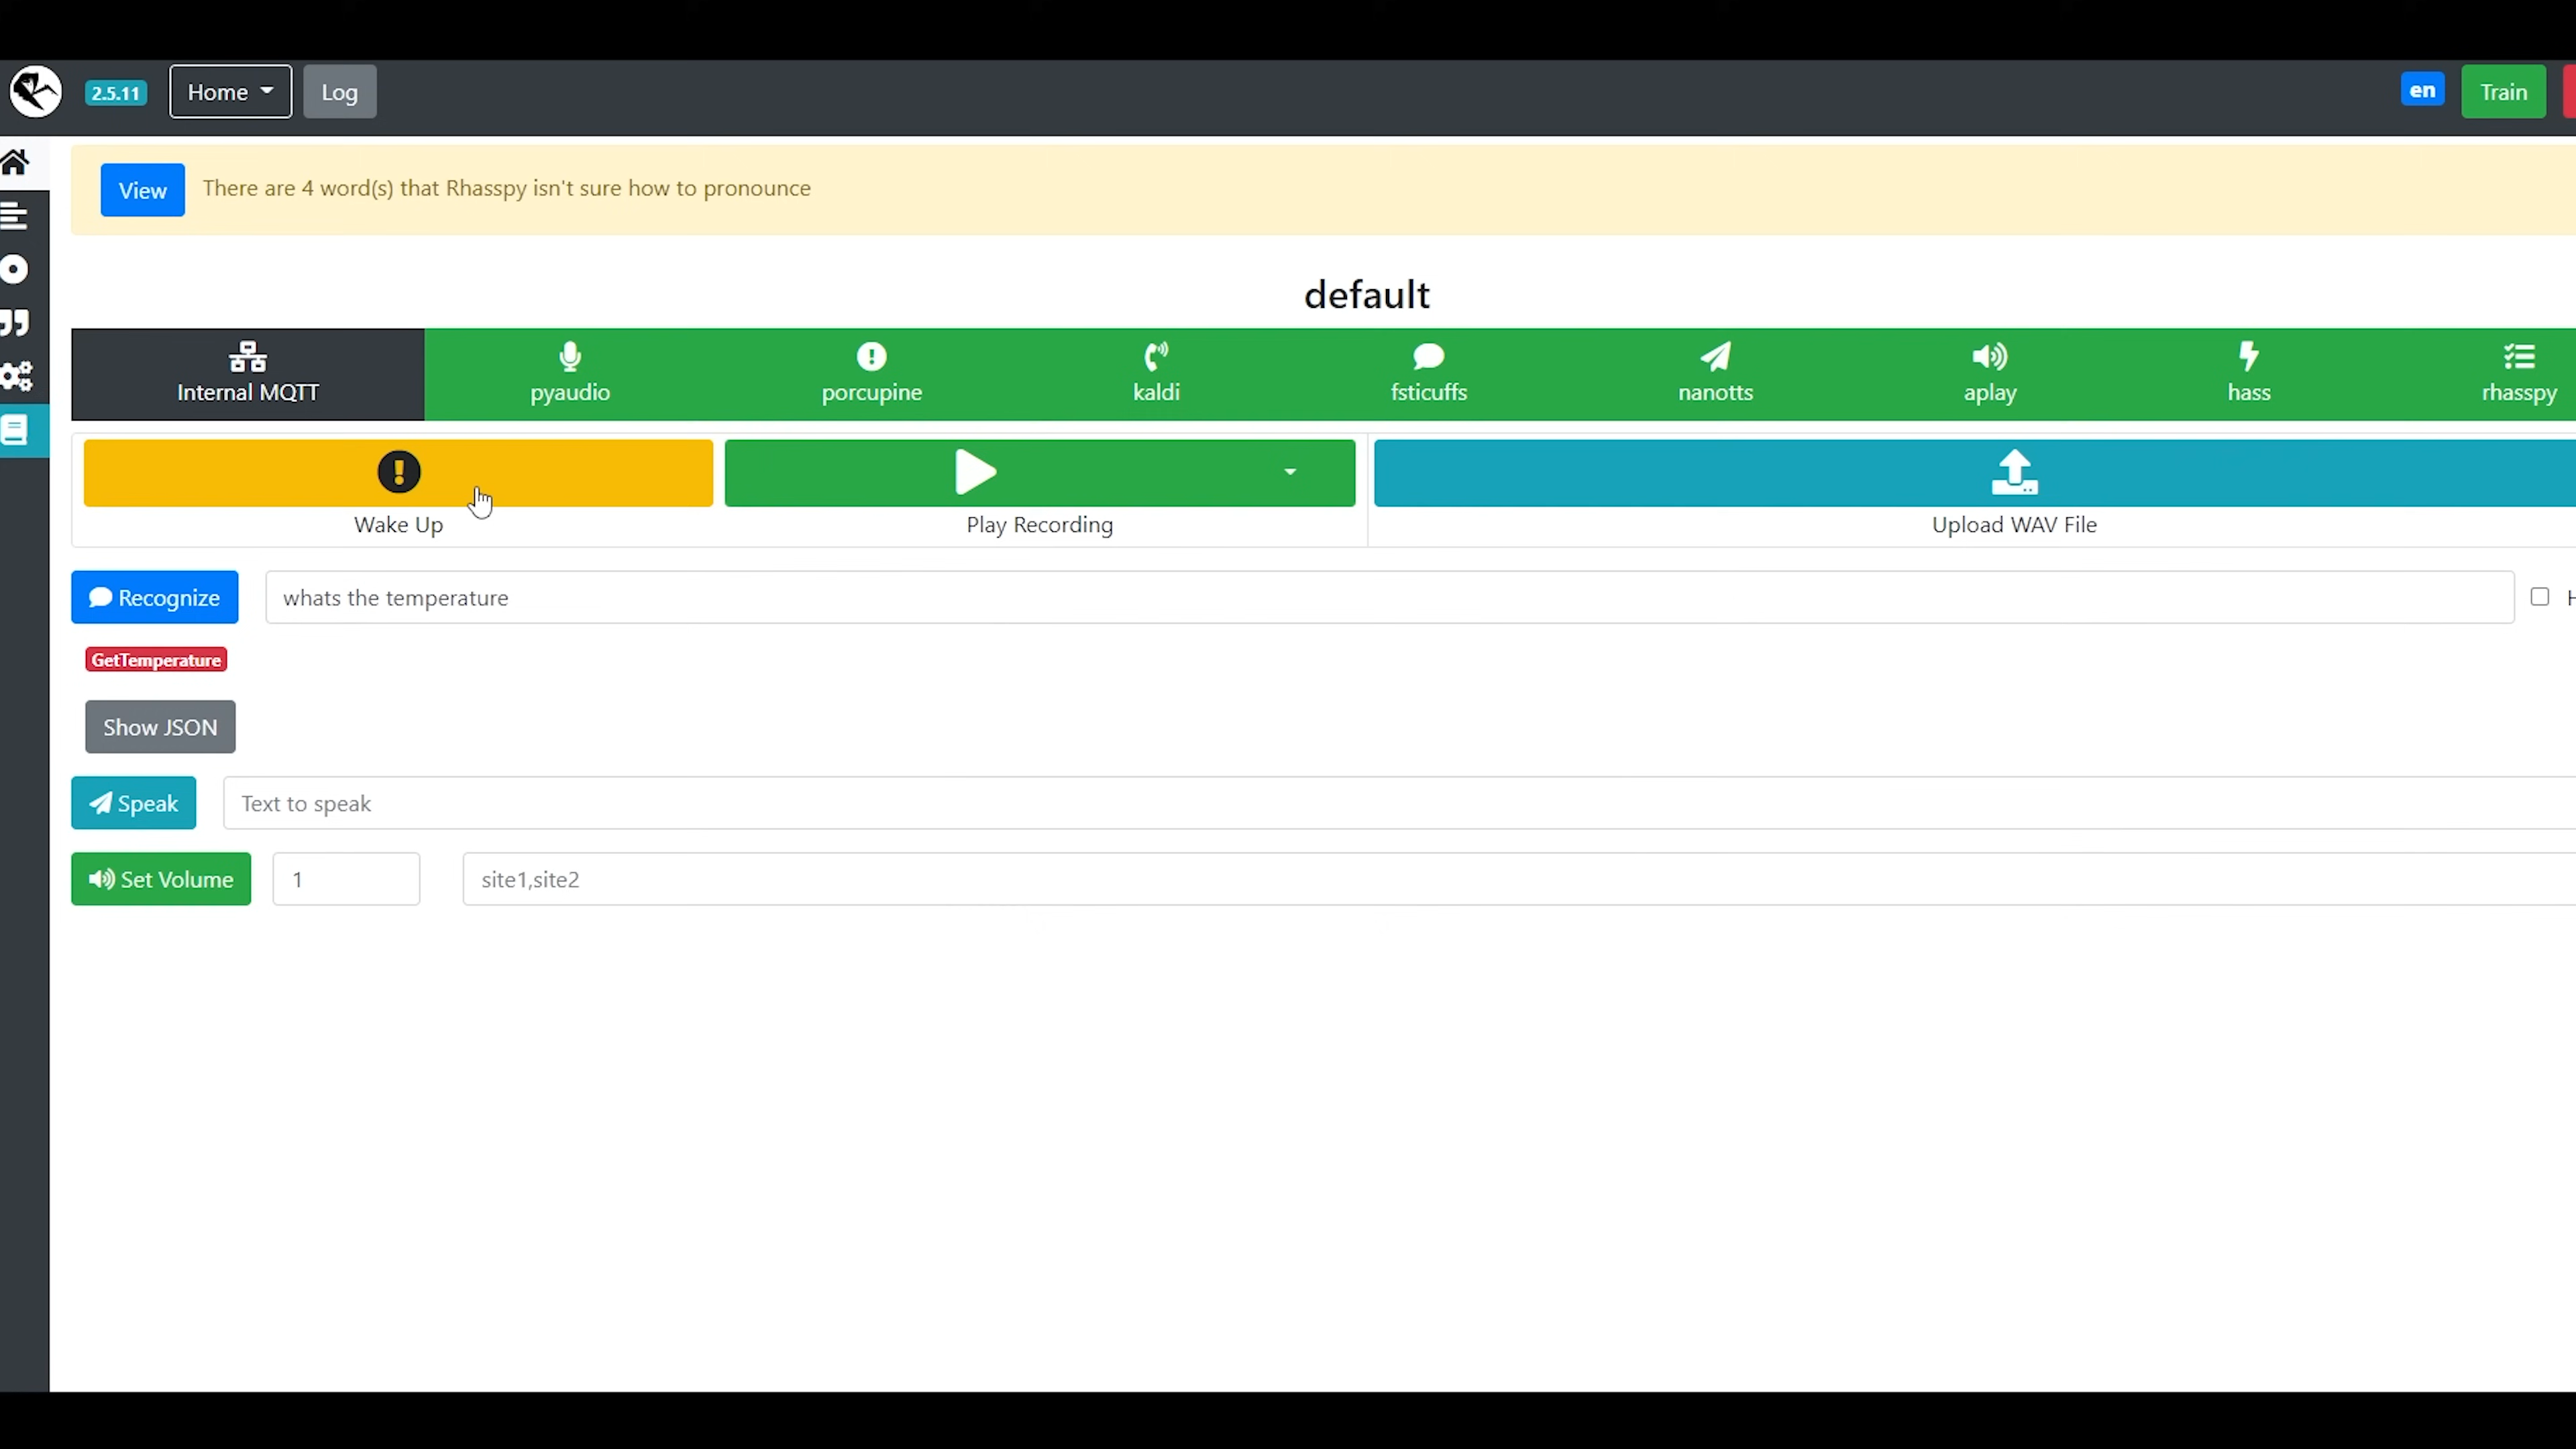 2.5.11 Home Log en Train
View There are 4 word(s) that Rhasspy isn't sure how to pronounce
default
Internal MQTT pyaudio porcupine kaldi fsticuffs nanotts aplay hass rhasspy
Wake Up Play Recording Upload WAV File
Recognize whats the temperature H
GetTemperature
Show JSON
Speak Text to speak
Set Volume 1 site1,site2